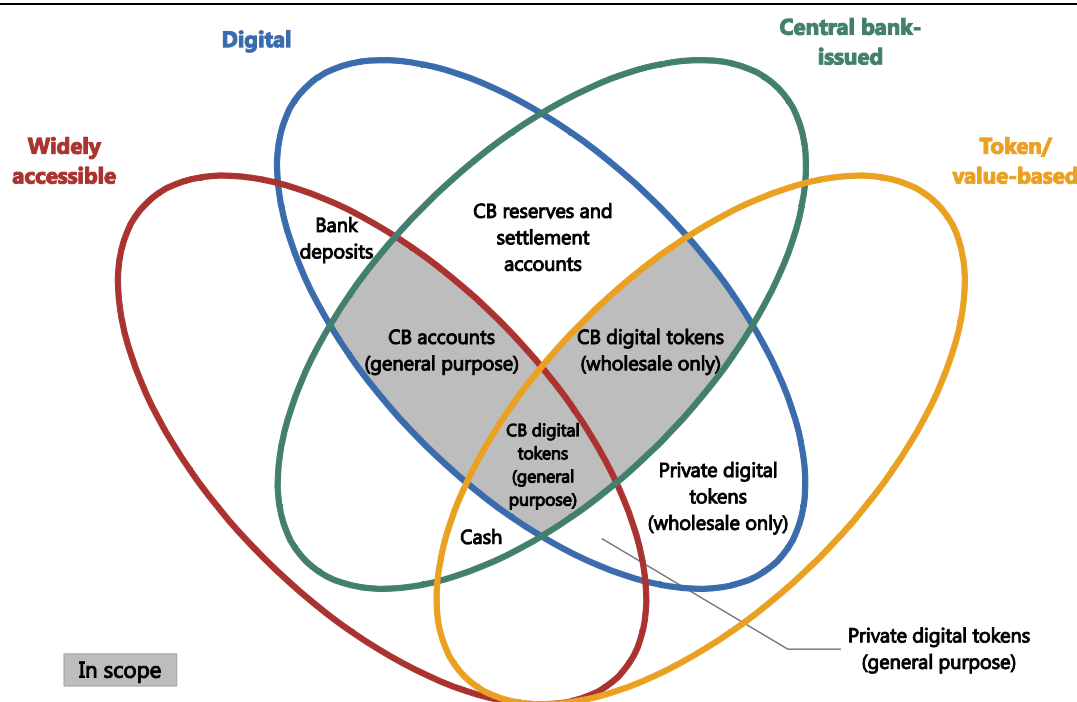 Digital
Central bank-
issued
Widely
accessible
Token/
value-based
Bank
deposits
CB reserves and
settlement
accounts
CB accounts
(general purpose)
CB digital tokens
(wholesale only)
CB digital
tokens
(general
purpose)
Private digital
tokens
(wholesale only)
Cash
Private digital tokens
(general purpose)
In scope